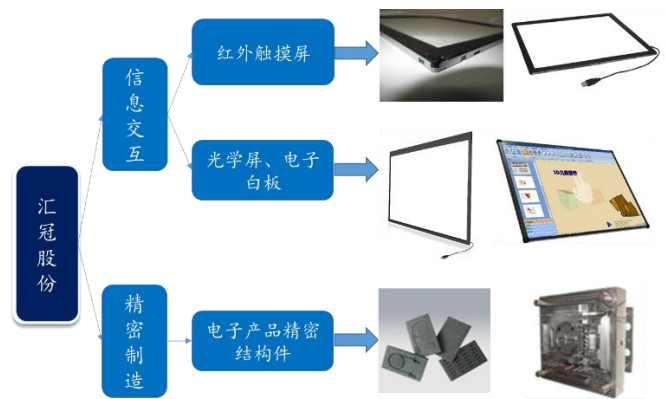 汇冠股份
信息交互
红外触摸屏
光学屏、电子
白板
精密制造
电子产品精密
结构件